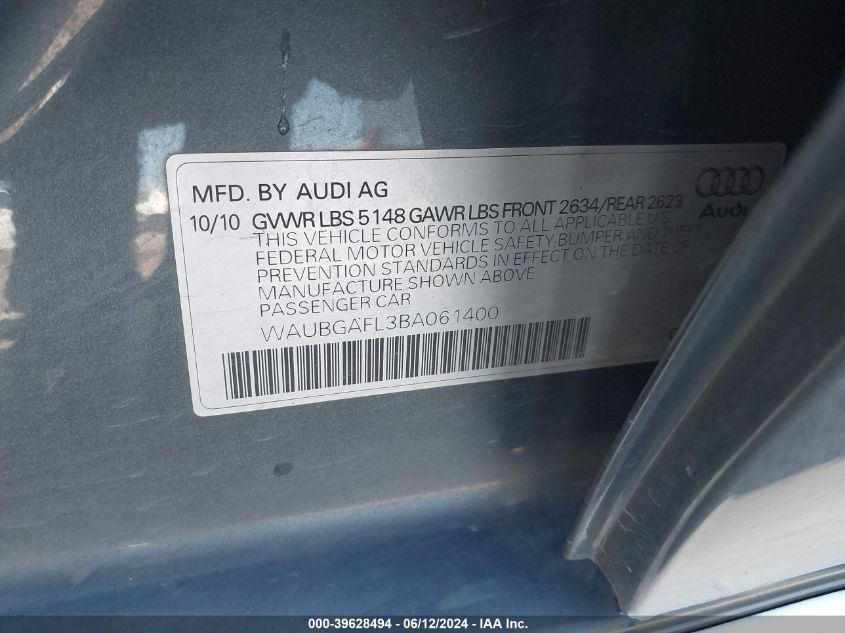 MFD. BY AUDI AG
10/10 GVWR LBS 5148 GAWR LBS FRONT 2634/REAR 2623
THIS VEHICLE CONFORMS TO ALL APPLICABLE U.S.
FEDERAL MOTOR VEHICLE SAFETY BUMPER AND THEFT
PREVENTION STANDARDS IN EFFECT ON THE DATE OF
MANUFACTURE SHOWN ABOVE
PASSENGER CAR
WAUBGAFL3BA061400
Audi
000-39628494 - 06/12/2024 - IAA Inc.